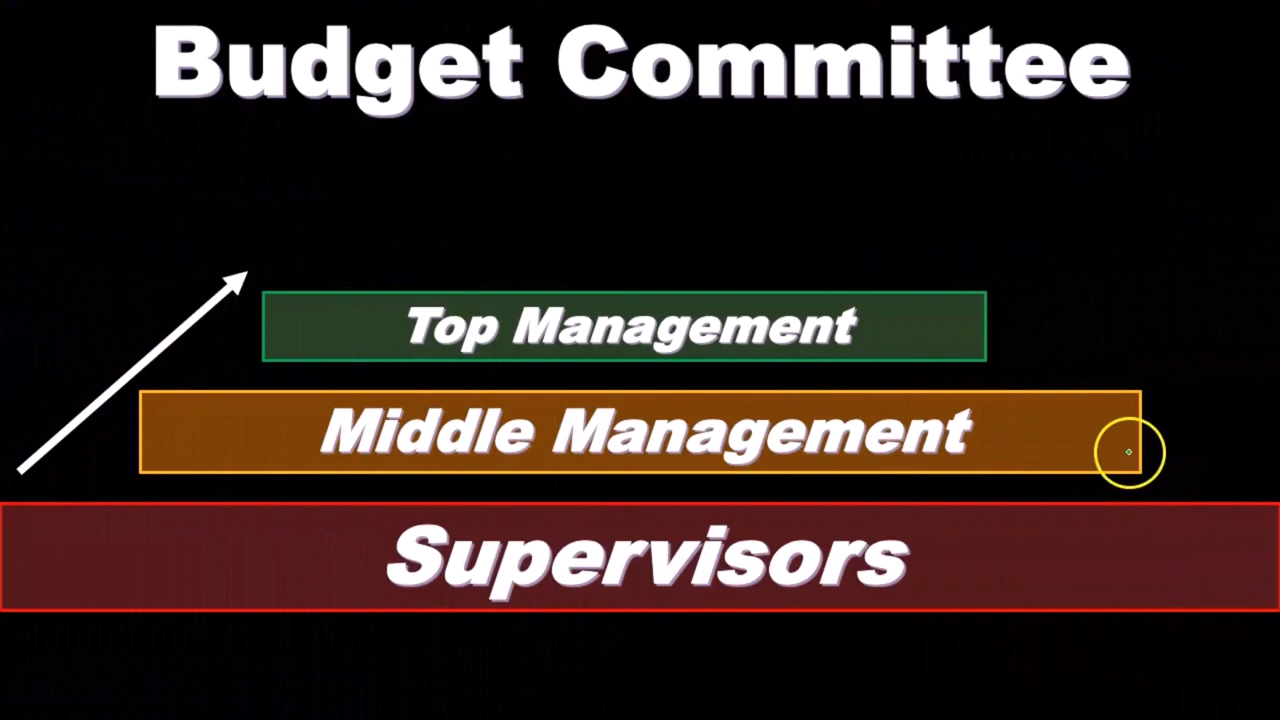 Budget Committee
Top Management
Middle Management
Supervisors